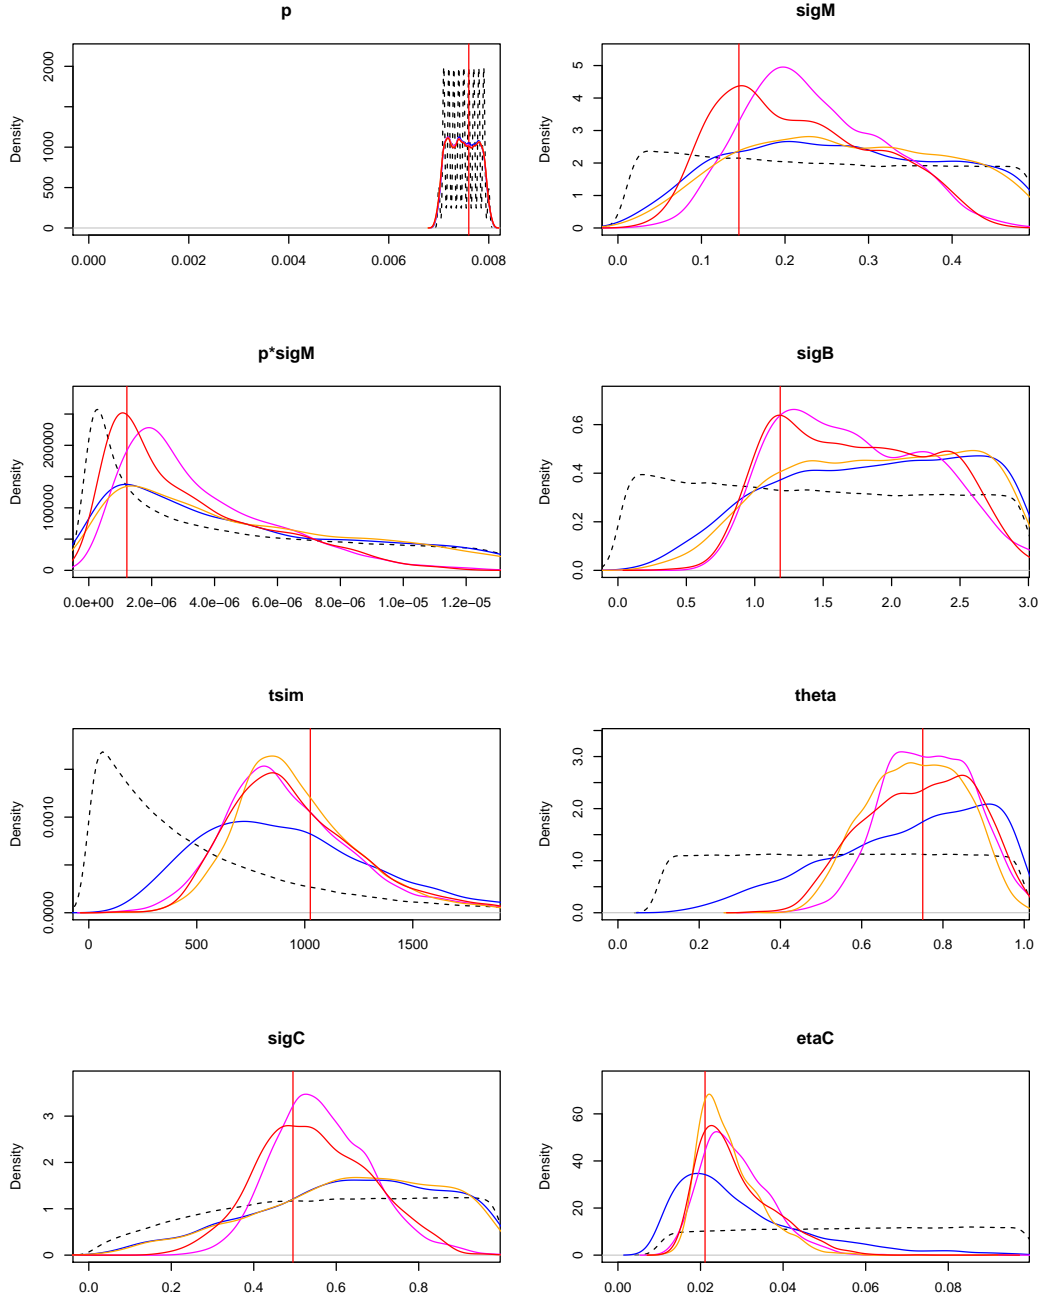 p
Density
0 500 1000 2000
0.000 0.002 0.004 0.006 0.008
sigM
Density
0 1 2 3 4 5
0.0 0.1 0.2 0.3 0.4
p*sigM
Density
0 100000 200000
0.0e+00 2.0e-06 4.0e-06 6.0e-06 8.0e-06 1.0e-05 1.2e-05
sigB
Density
0.0 0.2 0.4 0.6
0.0 0.5 1.0 1.5 2.0 2.5 3.0
tsim
Density
0.0000 0.0010
0 500 1000 1500
theta
Density
0.0 1.0 2.0 3.0
0.0 0.2 0.4 0.6 0.8 1.0
sigC
Density
0 1 2 3
0.0 0.2 0.4 0.6 0.8
etaC
Density
0 20 40 60
0.00 0.02 0.04 0.06 0.08